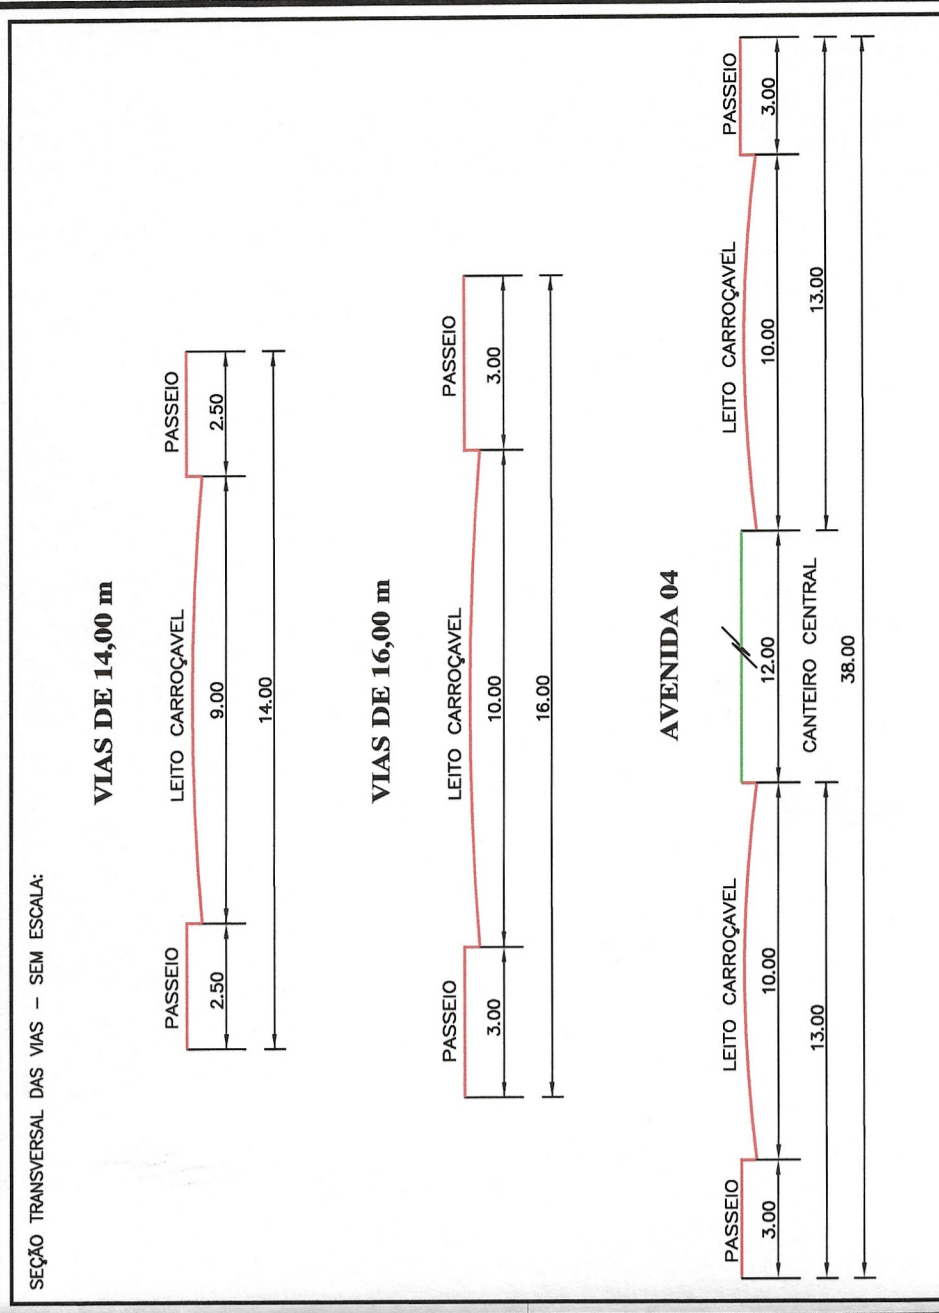 SEÇÃO TRANSVERSAL DAS VIAS – SEM ESCALA:
VIAS DE 14,00 m
PASSEIO LEITO CARROÇAVEL PASSEIO
2.50 9.00 2.50
14.00
VIAS DE 16,00 m
PASSEIO LEITO CARROÇAVEL PASSEIO
3.00 10.00 3.00
16.00
AVENIDA 04
PASSEIO LEITO CARROÇAVEL LEITO CARROÇAVEL PASSEIO
3.00 10.00 12.00 10.00 3.00
13.00 CANTEIRO CENTRAL 13.00
38.00